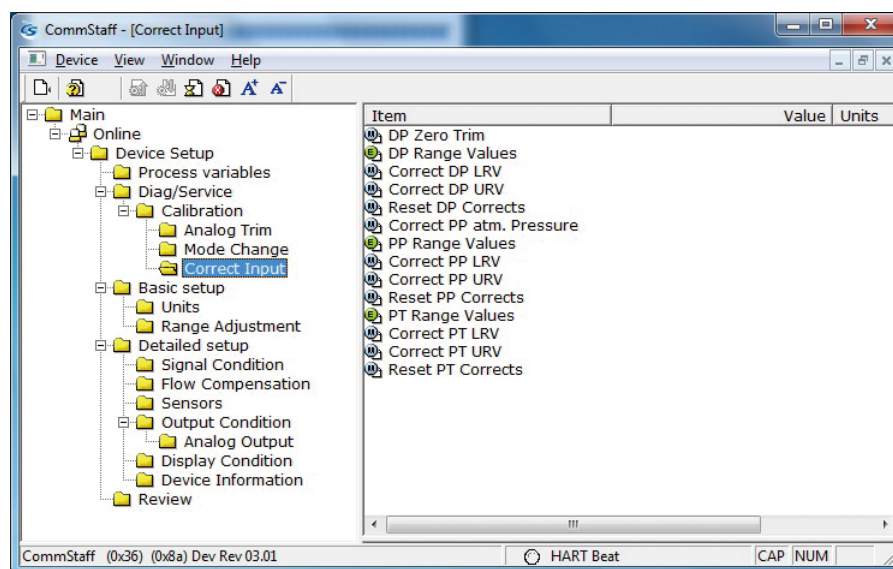 CommStaff - [Correct Input]
Device View Window Help
Main
Online
Device Setup
Process variables
Diag/Service
Calibration
Analog Trim
Mode Change
Correct Input
Basic setup
Units
Range Adjustment
Detailed setup
Signal Condition
Flow Compensation
Sensors
Output Condition
Analog Output
Display Condition
Device Information
Review
Item Value Units
DP Zero Trim
DP Range Values
Correct DP LRV
Correct DP URV
Reset DP Corrects
Correct PP atm. Pressure
PP Range Values
Correct PP LRV
Correct PP URV
Reset PP Corrects
PT Range Values
Correct PT LRV
Correct PT URV
Reset PT Corrects
CommStaff (0x36) (0x8a) Dev Rev 03.01 HART Beat CAP NUM